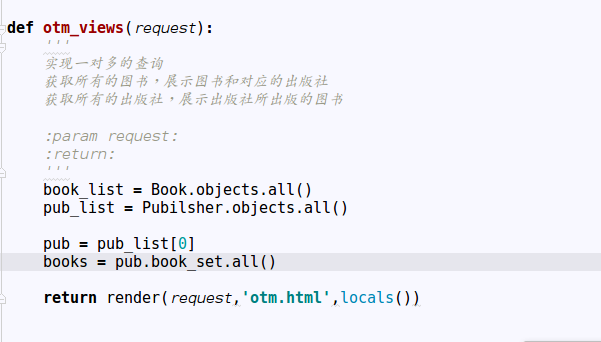 def otm_views(request):
'''
实现一对多的查询
获取所有的图书，展示图书和对应的出版社
获取所有的出版社，展示出版社所出版的图书
:param request:
:return:
'''
book_list = Book.objects.all()
pub_list = Pubilsher.objects.all()
pub = pub_list[0]
books = pub.book_set.all()
return render(request,'otm.html',locals())